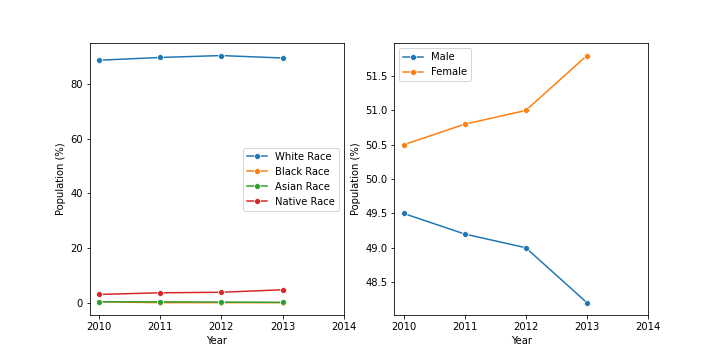 80
60
40
20
0
2010 2011 2012 2013 2014
Year
Population (%)
White Race
Black Race
Asian Race
Native Race
51.5
51.0
50.5
50.0
49.5
49.0
48.5
2010 2011 2012 2013 2014
Year
Population (%)
Male
Female